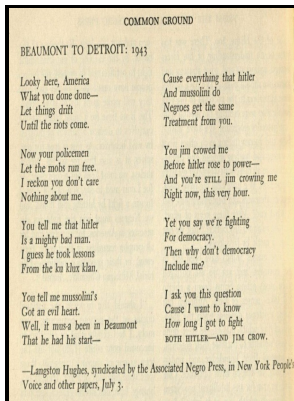 COMMON GROUND
BEAUMONT TO DETROIT: 1943
Looky here, America
What you done done—
Let things drift
Until the riots come.
Now your policemen
Let the mobs run free.
I reckon you don't care
Nothing about me.
You tell me that hitler
Is a mighty bad man.
I guess he took lessons
From the ku klux klan.
You tell me mussolini's
Got an evil heart.
Well, it mus-a been in Beaumont
That he had his start—
Cause everything that hitler
And mussolini do
Negroes get the same
Treatment from you.
You jim crowed me
Before hitler rose to power—
And you're STILL jim crowing me
Right now, this very hour.
Yet you say we're fighting
For democracy.
Then why don't democracy
Include me?
I ask you this question
Cause I want to know
How long I got to fight
BOTH HITLER—AND JIM CROW.
—Langston Hughes, syndicated by the Associated Negro Press, in New York People's
Voice and other papers, July 3.